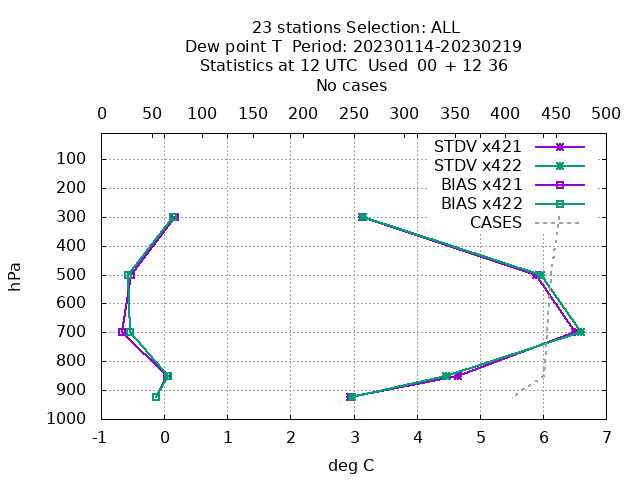 23 stations Selection: ALL
Dew point T  Period: 20230114-20230219
Statistics at 12 UTC  Used  00 + 12 36
No cases
0 50 100 150 200 250 300 350 400 450 500
STDV x421
STDV x422
BIAS x421
BIAS x422
CASES
hPa
100
200
300
400
500
600
700
800
900
1000
-1 0 1 2 3 4 5 6 7
deg C